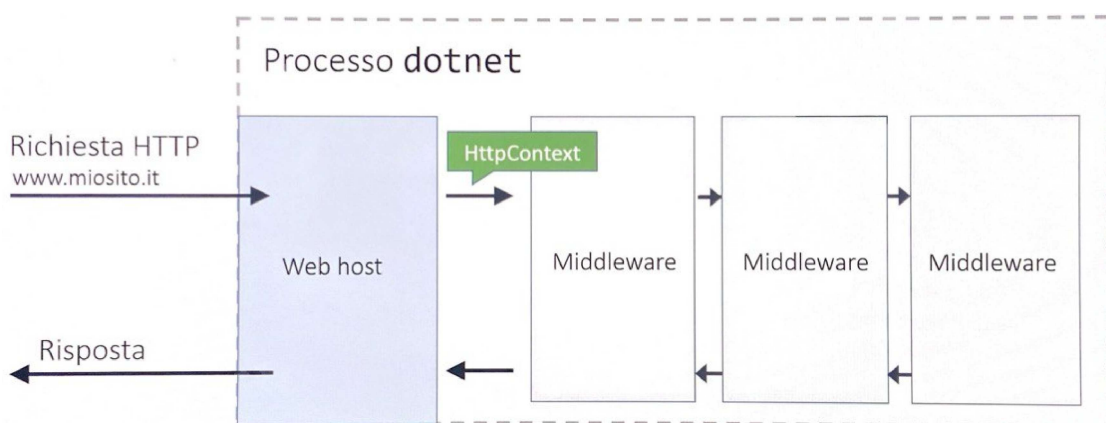 Processo dotnet
Richiesta HTTP
www.miosito.it
HttpContext
Web host
Middleware
Middleware
Middleware
Risposta